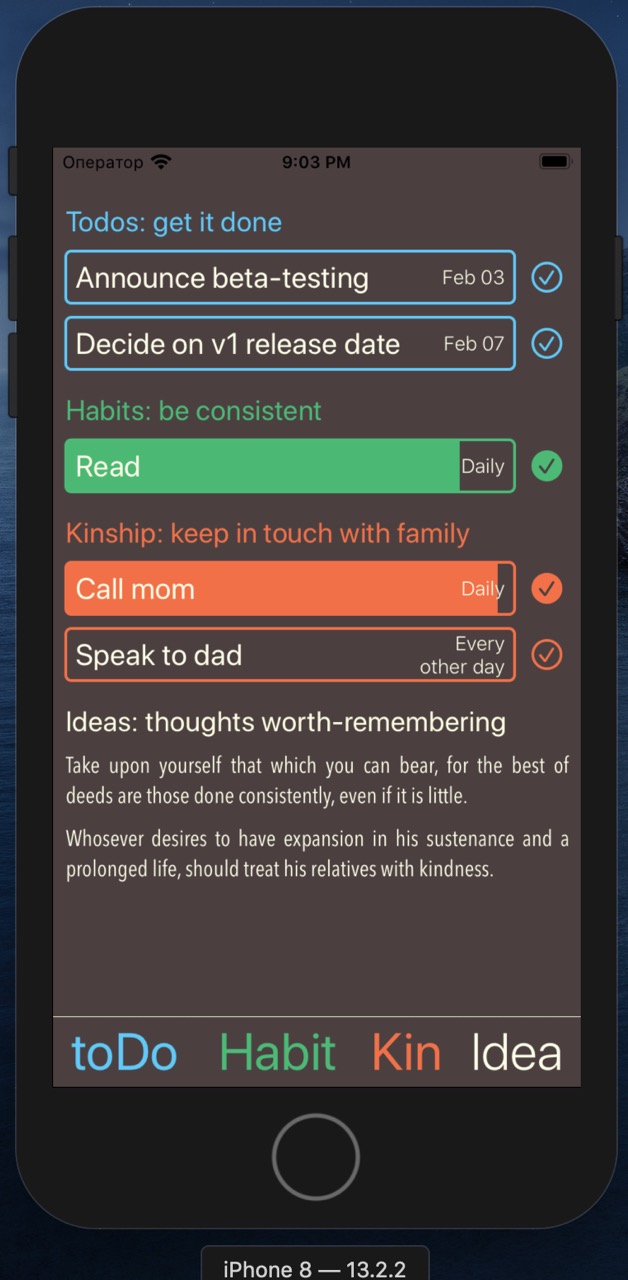 Оператор 9:03 PM
Todos: get it done
Announce beta-testing Feb 03
Decide on v1 release date Feb 07
Habits: be consistent
Read Daily
Kinship: keep in touch with family
Call mom Daily
Speak to dad Every
other day
Ideas: thoughts worth-remembering
Take upon yourself that which you can bear, for the best of
deeds are those done consistently, even if it is little.
Whosever desires to have expansion in his sustenance and a
prolonged life, should treat his relatives with kindness.
toDo Habit Kin Idea
iPhone 8 — 13.2.2